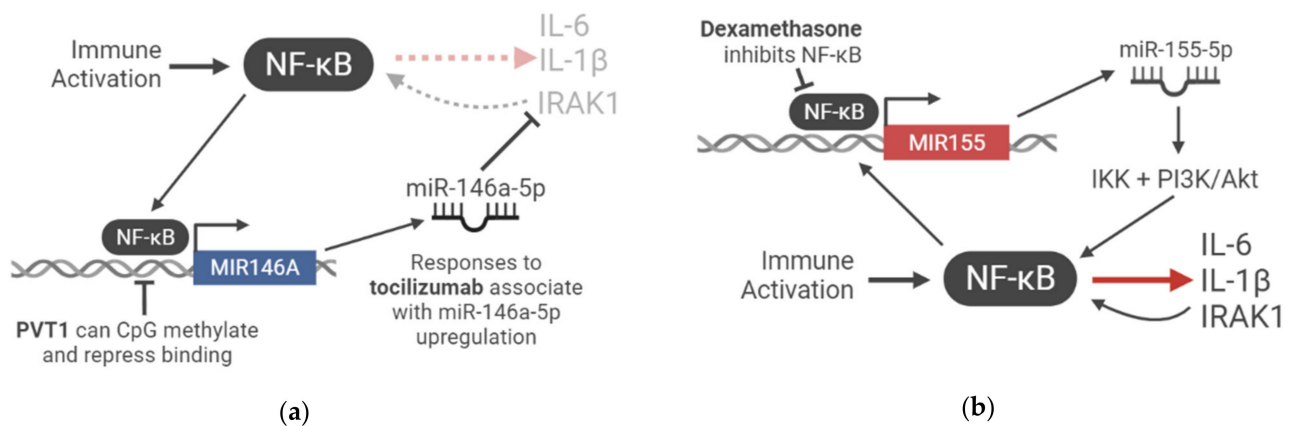 Immune
Activation
NF-κB
IL-6
IL-1β
IRAK1
miR-146a-5p
NF-κB
MIR146A
Responses to
tocilizumab associate
with miR-146a-5p
upregulation
PVT1 can CpG methylate
and repress binding
(a)
Dexamethasone
inhibits NF-κB
miR-155-5p
NF-κB
MIR155
IKK + PI3K/Akt
Immune
Activation
NF-κB
IL-6
IL-1β
IRAK1
(b)